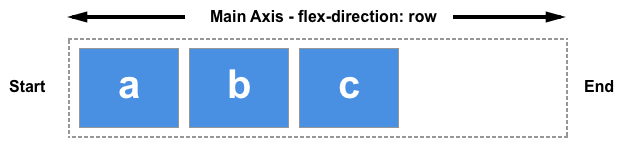 Main Axis - flex-direction: row
Start a b c End